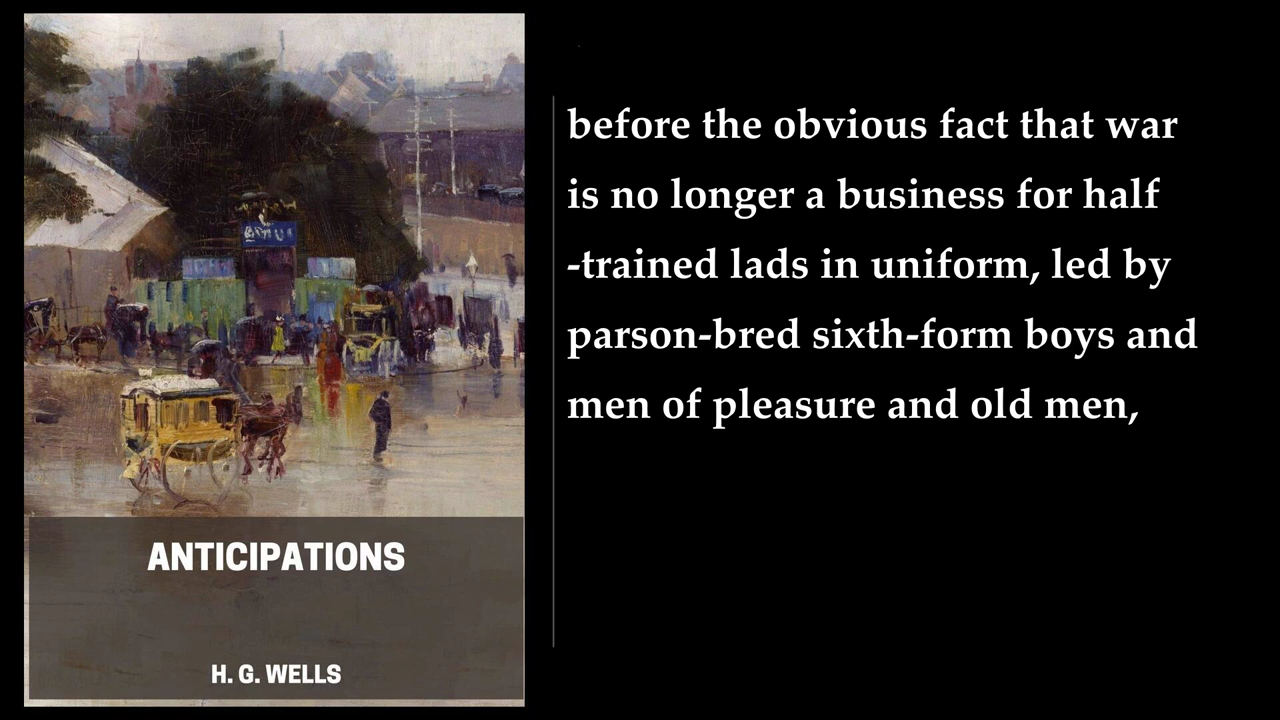 before the obvious fact that war
is no longer a business for half
-trained lads in uniform, led by
parson-bred sixth-form boys and
men of pleasure and old men,
ANTICIPATIONS
H. G. WELLS